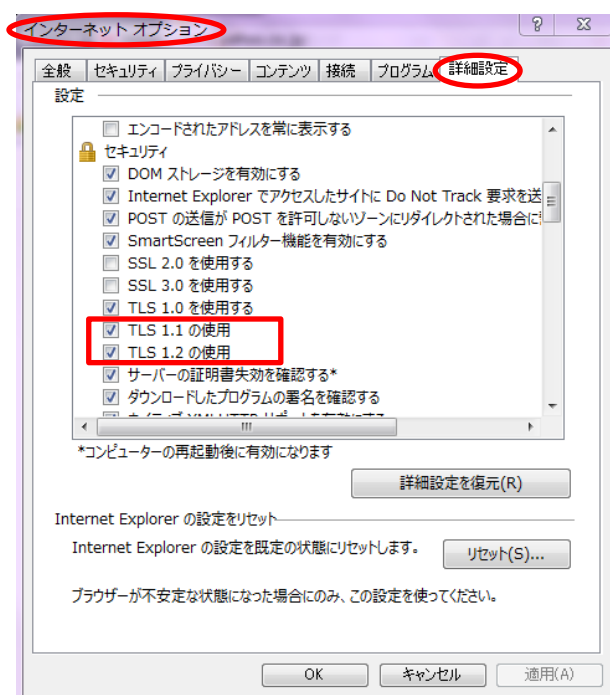 インターネット オプション
全般 セキュリティ プライバシー コンテンツ 接続 プログラム 詳細設定
設定
エンコードされたアドレスを常に表示する
セキュリティ
DOM ストレージを有効にする
Internet Explorer でアクセスしたサイトに Do Not Track 要求を送
POST の送信が POST を許可しないゾーンにリダイレクトされた場合に
SmartScreen フィルター機能を有効にする
SSL 2.0 を使用する
SSL 3.0 を使用する
TLS 1.0 を使用する
TLS 1.1 の使用
TLS 1.2 の使用
サーバーの証明書失効を確認する*
ダウンロードしたプログラムの署名を確認する
*コンピューターの再起動後に有効になります
詳細設定を復元(R)
Internet Explorer の設定をリセット
Internet Explorer の設定を既定の状態にリセットします。
リセット(S)...
ブラウザーが不安定な状態になった場合にのみ、この設定を使ってください。
OK キャンセル 適用(A)